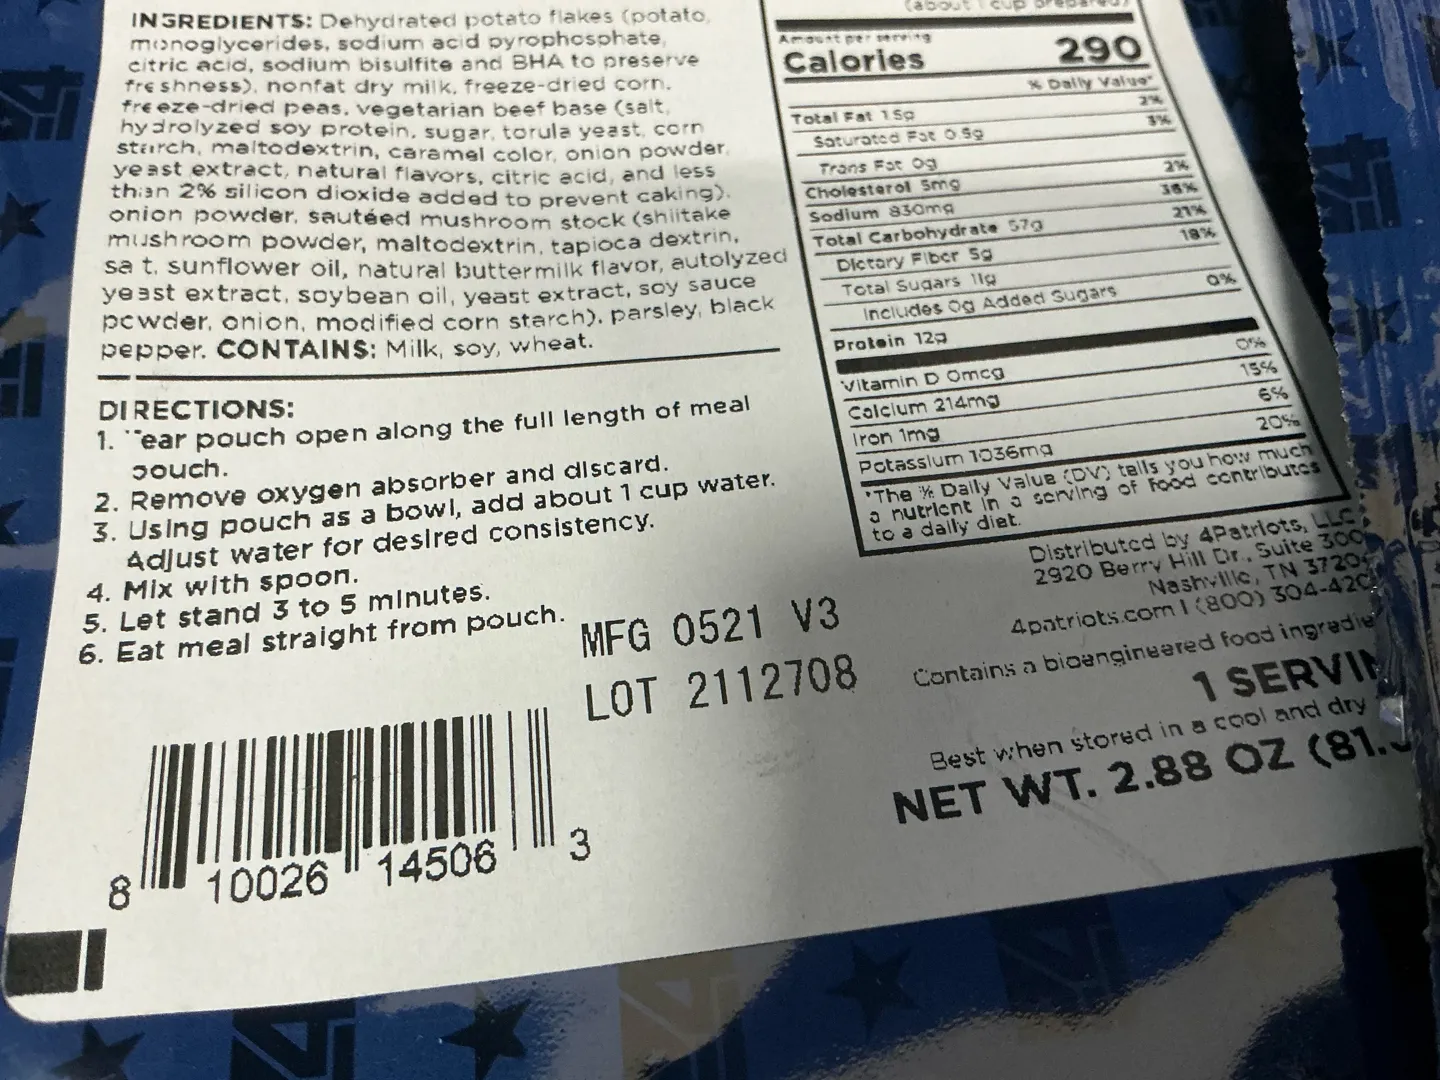 INGREDIENTS: Dehydrated potato flakes (potato,
monoglycerides, sodium acid pyrophosphate,
citric acid, sodium bisulfite and BHA to preserve
freshness), nonfat dry milk, freeze-dried corn,
freeze-dried peas, vegetarian beef base (salt,
hydrolyzed soy protein, sugar, torula yeast, corn
starch, maltodextrin, caramel color, onion powder,
yeast extract, natural flavors, citric acid, and less
than 2% silicon dioxide added to prevent caking),
onion powder, sautéed mushroom stock (shiitake
mushroom powder, maltodextrin, tapioca dextrin,
salt, sunflower oil, natural buttermilk flavor, autolyzed
yeast extract, soybean oil, yeast extract, soy sauce
powder, onion, modified corn starch), parsley, black
pepper. CONTAINS: Milk, soy, wheat.
DIRECTIONS:
1. Tear pouch open along the full length of meal
pouch.
2. Remove oxygen absorber and discard.
3. Using pouch as a bowl, add about 1 cup water.
Adjust water for desired consistency.
4. Mix with spoon.
5. Let stand 3 to 5 minutes.
6. Eat meal straight from pouch.
MFG 0521 V3
LOT 2112708
8 10026 14506 3
(about 1 cup prepared)
Amount per serving
Calories 290
% Daily Value*
Total Fat 1.5g 2%
Saturated Fat 0.5g 3%
Trans Fat 0g
Cholesterol 5mg 2%
Sodium 830mg 36%
Total Carbohydrate 57g 21%
Dietary Fiber 5g 18%
Total Sugars 11g
Includes 0g Added Sugars 0%
Protein 12g
Vitamin D 0mcg 0%
Calcium 214mg 15%
Iron 1mg 6%
Potassium 1036mg 20%
*The % Daily Value (DV) tells you how much
a nutrient in a serving of food contributes
to a daily diet.
Distributed by 4Patriots, LLC
2920 Berry Hill Dr., Suite 300
Nashville, TN 3720
4patriots.com | (800) 304-420
Contains a bioengineered food ingredie
1 SERVIN
Best when stored in a cool and dry
NET WT. 2.88 OZ (81.